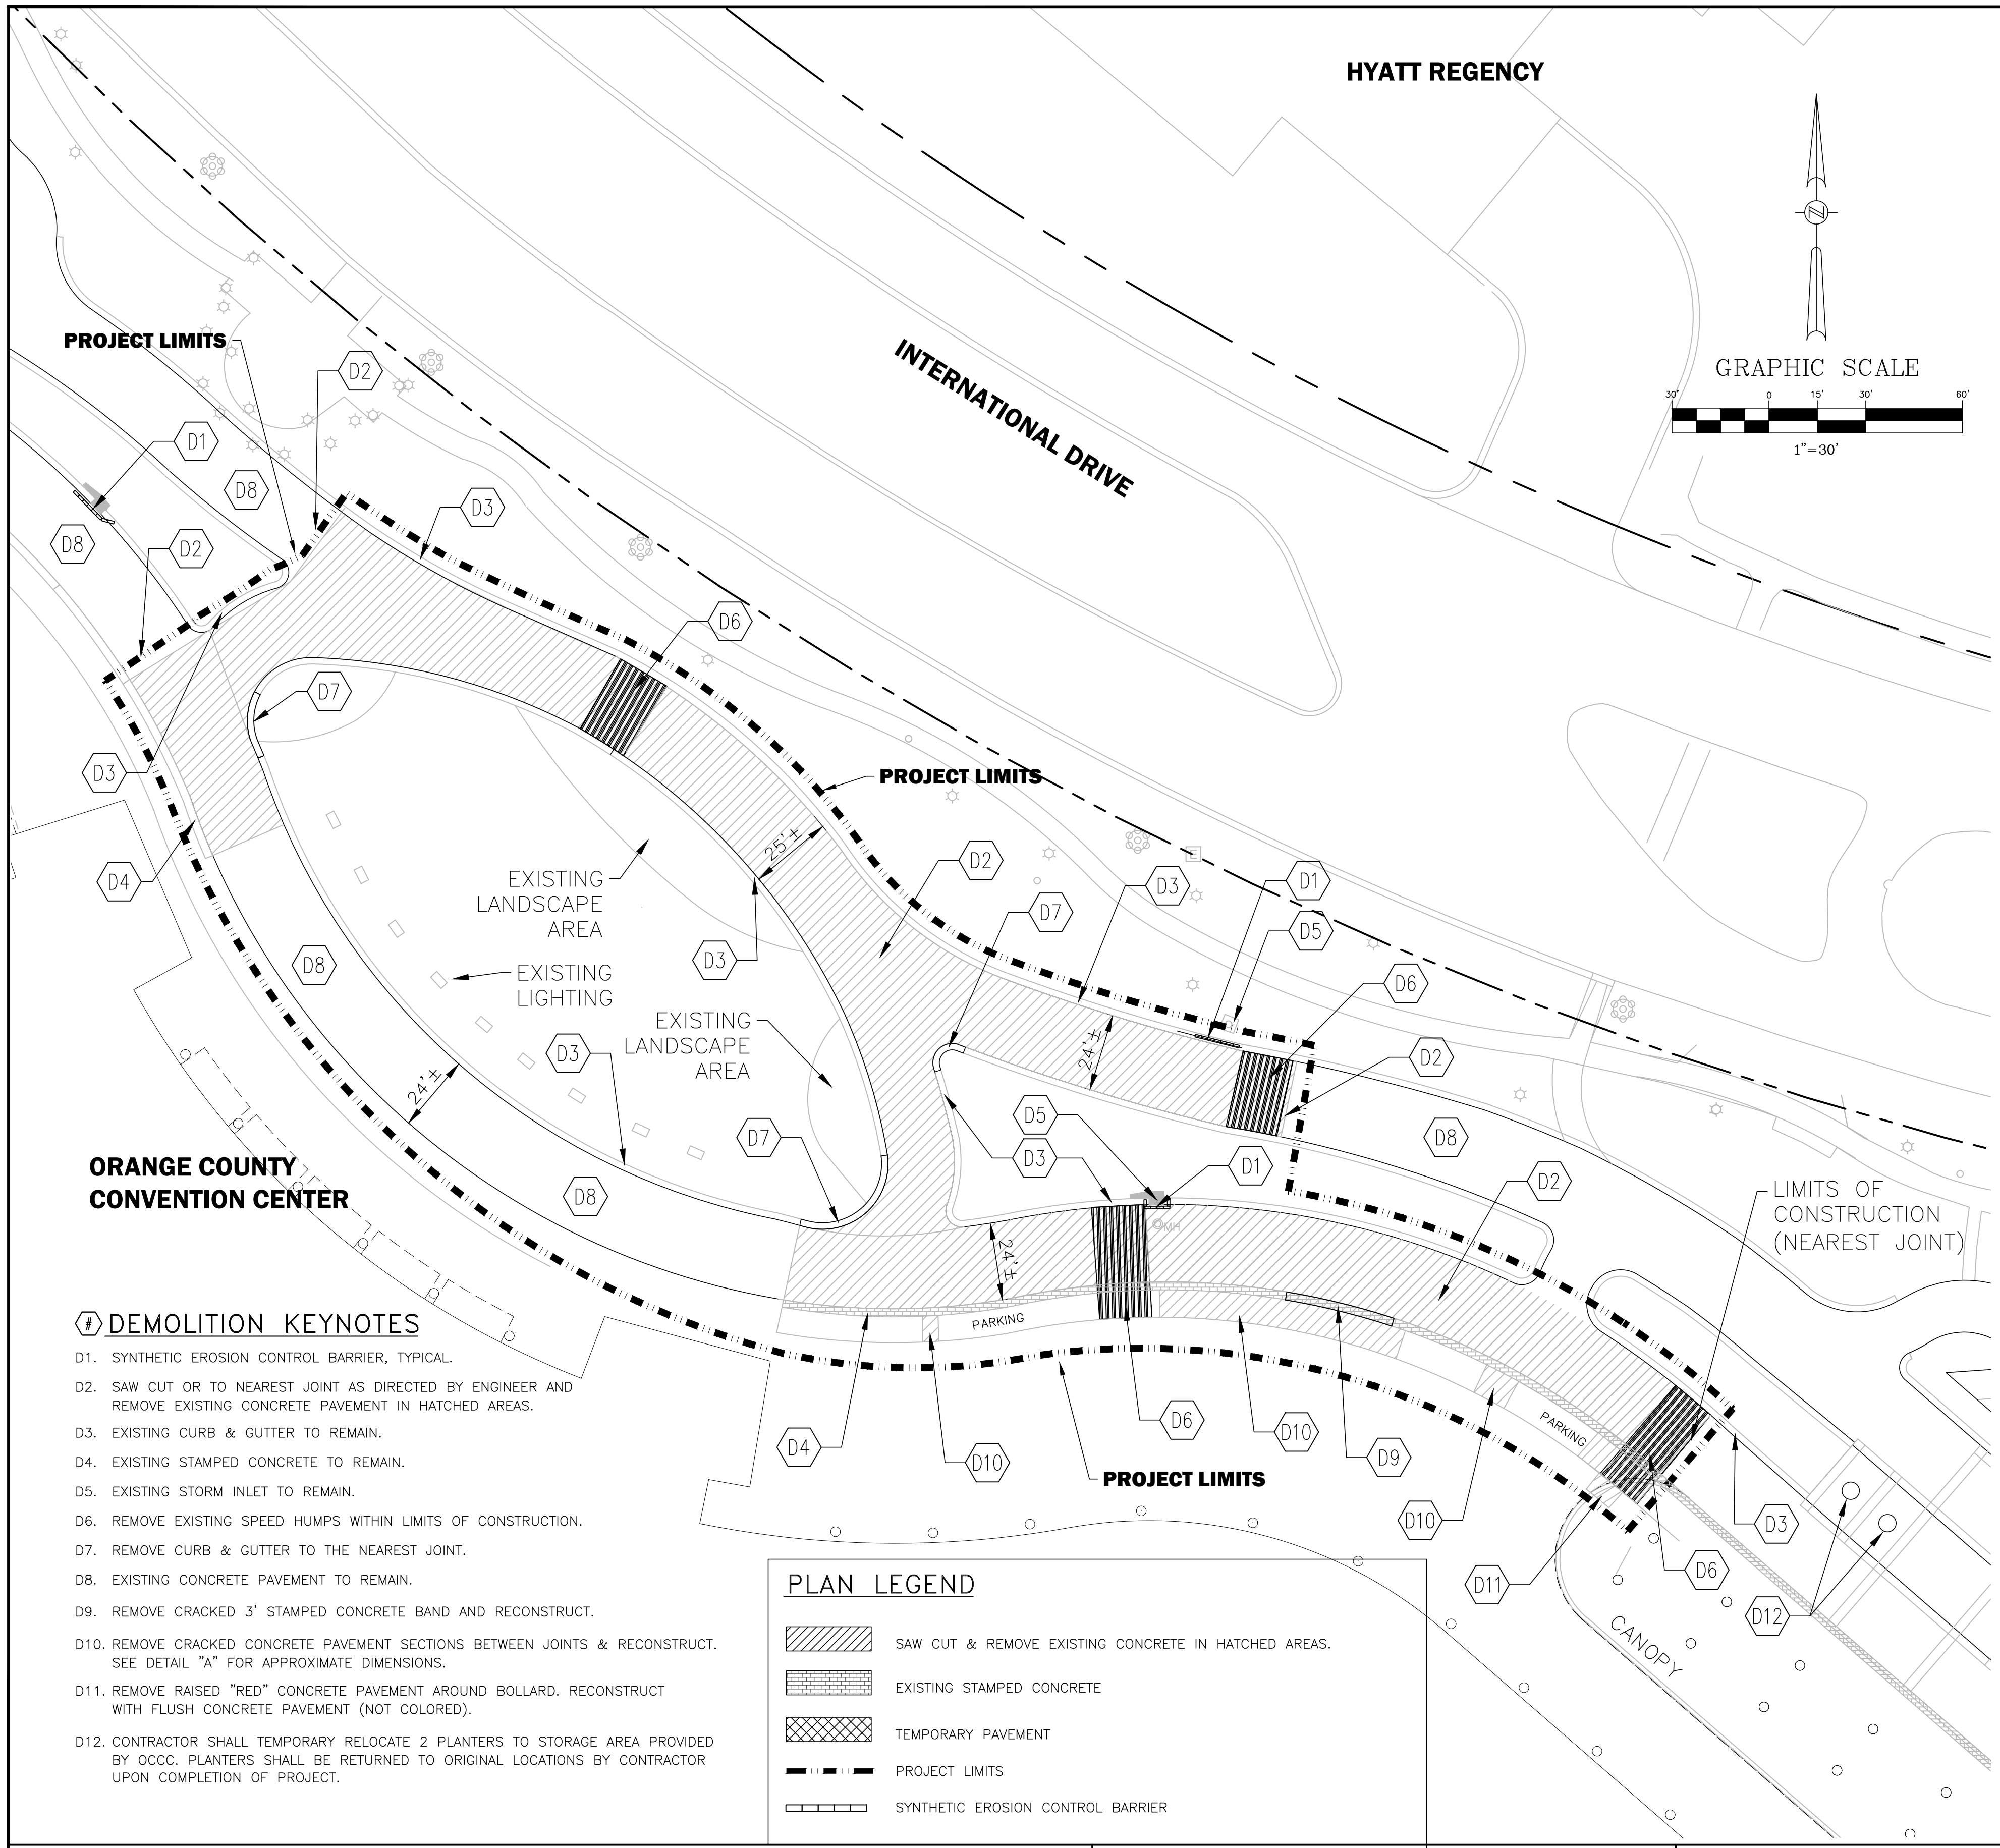 HYATT REGENCY
GRAPHIC SCALE
30' 0 15' 30' 60'
1"=30'
INTERNATIONAL DRIVE
PROJECT LIMITS
D2
D1
D8
D3
D8
D2
D6
D7
D3
PROJECT LIMITS
25'±
D2
D4
EXISTING
LANDSCAPE
AREA
D3
D1
D7
D5
D3
D8
EXISTING
LIGHTING
D6
EXISTING
LANDSCAPE
AREA
E
24'±
D2
D3
24'±
D5
D8
D7
D3
D1
D2
ORANGE COUNTY
CONVENTION CENTER
D8
MH
LIMITS OF
CONSTRUCTION
(NEAREST JOINT)
24'±
PARKING
D4
D10
D6
D10
D9
PARKING
PROJECT LIMITS
D10
D3
D11
D6
D12
CANOPY
# DEMOLITION KEYNOTES
D1. SYNTHETIC EROSION CONTROL BARRIER, TYPICAL.
D2. SAW CUT OR TO NEAREST JOINT AS DIRECTED BY ENGINEER AND
REMOVE EXISTING CONCRETE PAVEMENT IN HATCHED AREAS.
D3. EXISTING CURB & GUTTER TO REMAIN.
D4. EXISTING STAMPED CONCRETE TO REMAIN.
D5. EXISTING STORM INLET TO REMAIN.
D6. REMOVE EXISTING SPEED HUMPS WITHIN LIMITS OF CONSTRUCTION.
D7. REMOVE CURB & GUTTER TO THE NEAREST JOINT.
D8. EXISTING CONCRETE PAVEMENT TO REMAIN.
D9. REMOVE CRACKED 3' STAMPED CONCRETE BAND AND RECONSTRUCT.
D10. REMOVE CRACKED CONCRETE PAVEMENT SECTIONS BETWEEN JOINTS & RECONSTRUCT.
SEE DETAIL "A" FOR APPROXIMATE DIMENSIONS.
D11. REMOVE RAISED "RED" CONCRETE PAVEMENT AROUND BOLLARD. RECONSTRUCT
WITH FLUSH CONCRETE PAVEMENT (NOT COLORED).
D12. CONTRACTOR SHALL TEMPORARY RELOCATE 2 PLANTERS TO STORAGE AREA PROVIDED
BY OCCC. PLANTERS SHALL BE RETURNED TO ORIGINAL LOCATIONS BY CONTRACTOR
UPON COMPLETION OF PROJECT.
PLAN LEGEND
SAW CUT & REMOVE EXISTING CONCRETE IN HATCHED AREAS.
EXISTING STAMPED CONCRETE
TEMPORARY PAVEMENT
PROJECT LIMITS
SYNTHETIC EROSION CONTROL BARRIER